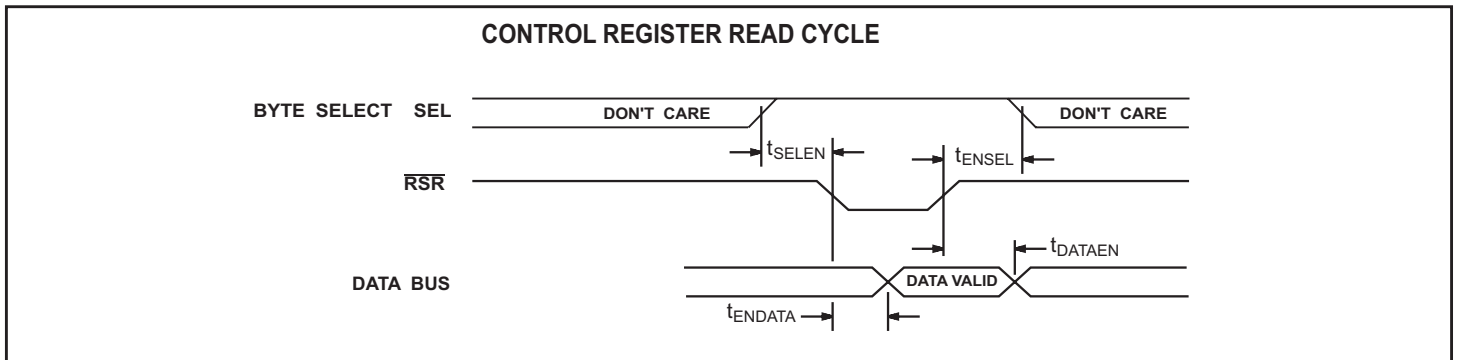 CONTROL REGISTER READ CYCLE
BYTE SELECT SEL
DON'T CARE
DON'T CARE
tSELEN
tENSEL
RSR
tDATAEN
DATA BUS
DATA VALID
tENDATA